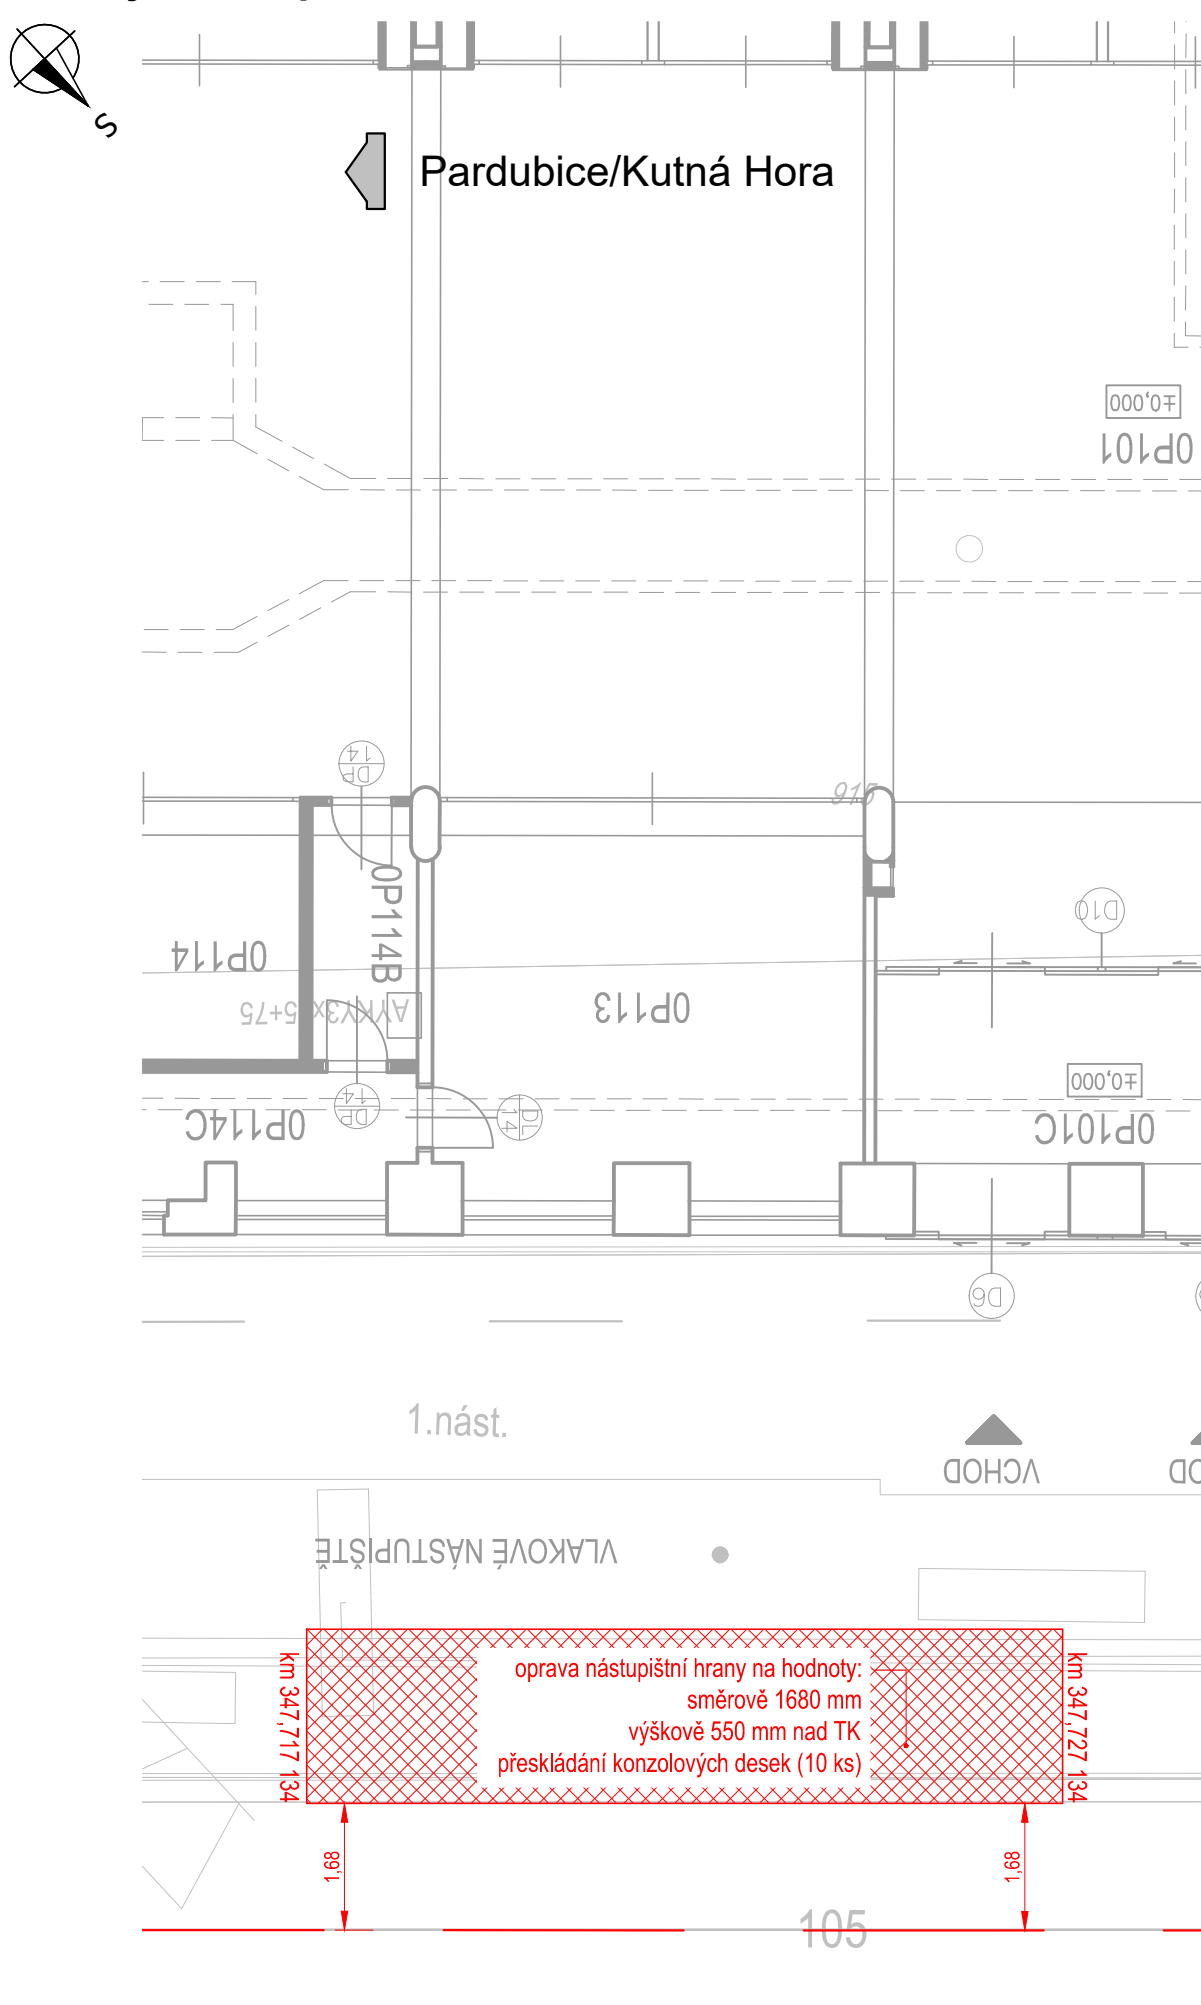 S
Pardubice/Kutná Hora
±0,000
0P101
DP
14
915
0P114B
D10
0P114
0P113
AYKY3x
5+75
±0,000
DP
14
DL
14
0P114C
0P101C
D6
1.nást.
VCHOD
VLAKOVÉ NÁSTUPIŠTĚ
km 347,717 134
oprava nástupištní hrany na hodnoty:
směrově 1680 mm
výškově 550 mm nad TK
přeskládání konzolových desek (10 ks)
km 347,727 134
1,68
1,68
105